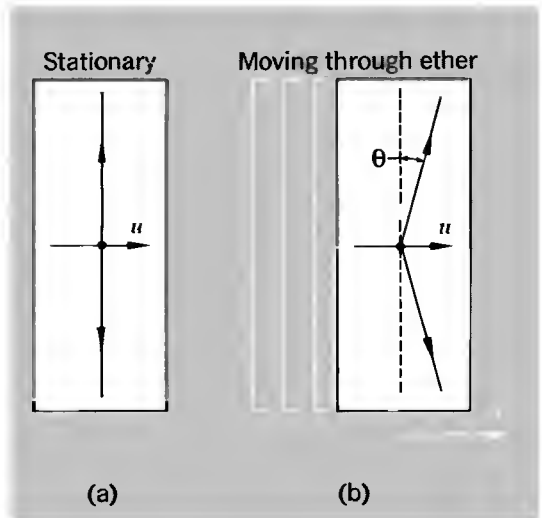 Stationary Moving through ether
θ
u u
(a) (b)